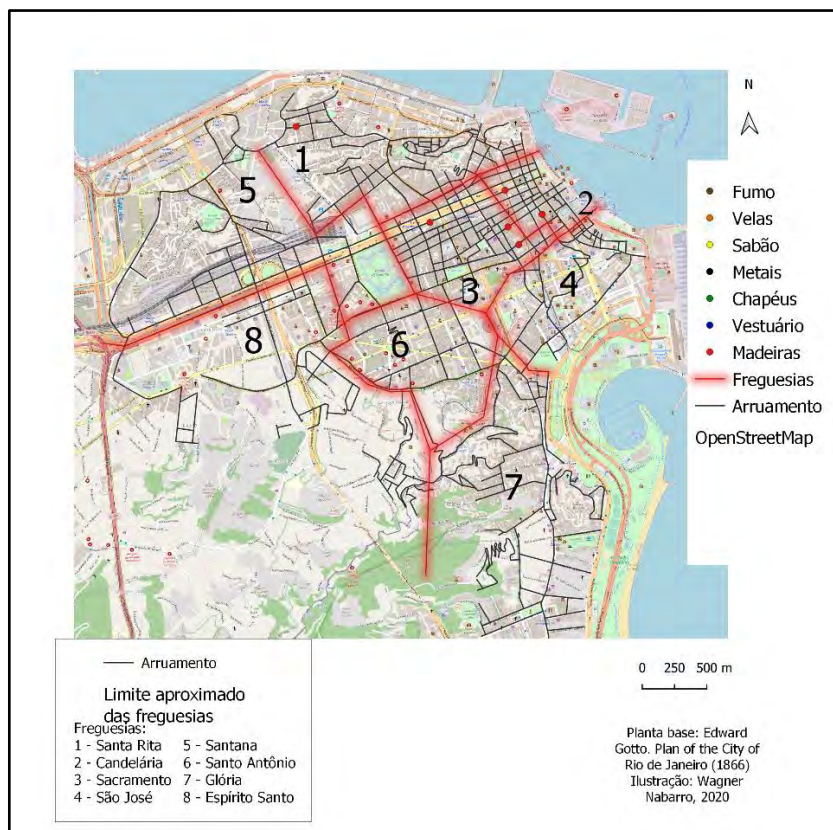 N
1
5
2
3
4
6
8
7
Fumo
Velas
Sabão
Metais
Chapéus
Vestuário
Madeiras
Freguesias
Arruamento
OpenStreetMap
Arruamento
Limite aproximado
das freguesias
Freguesias:
1 - Santa Rita 5 - Santana
2 - Candelária 6 - Santo Antônio
3 - Sacramento 7 - Glória
4 - São José 8 - Espírito Santo
0 250 500 m
Planta base: Edward
Gotto. Plan of the City of
Rio de Janeiro (1866)
Ilustração: Wagner
Nabarro, 2020